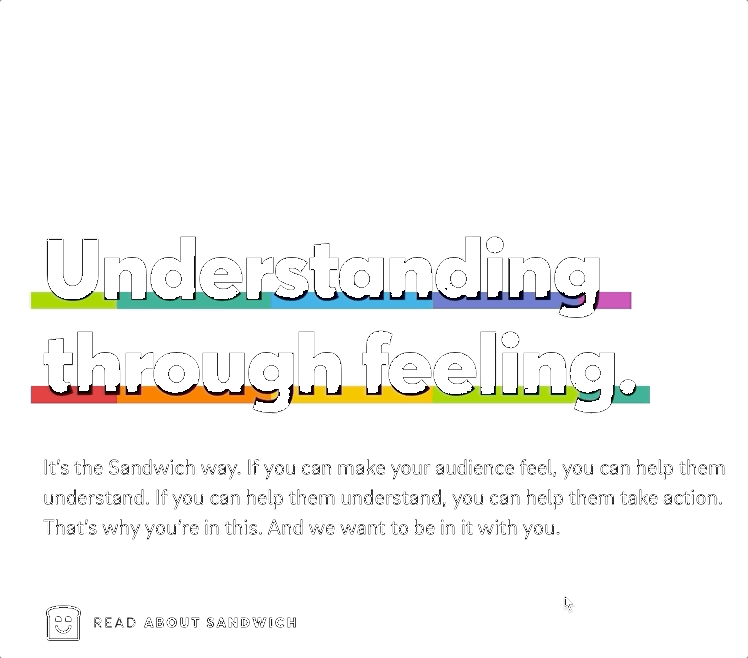 Understanding
through feeling.
It's the Sandwich way. If you can make your audience feel, you can help them
understand. If you can help them understand, you can help them take action.
That's why you're in this. And we want to be in it with you.
READ ABOUT SANDWICH